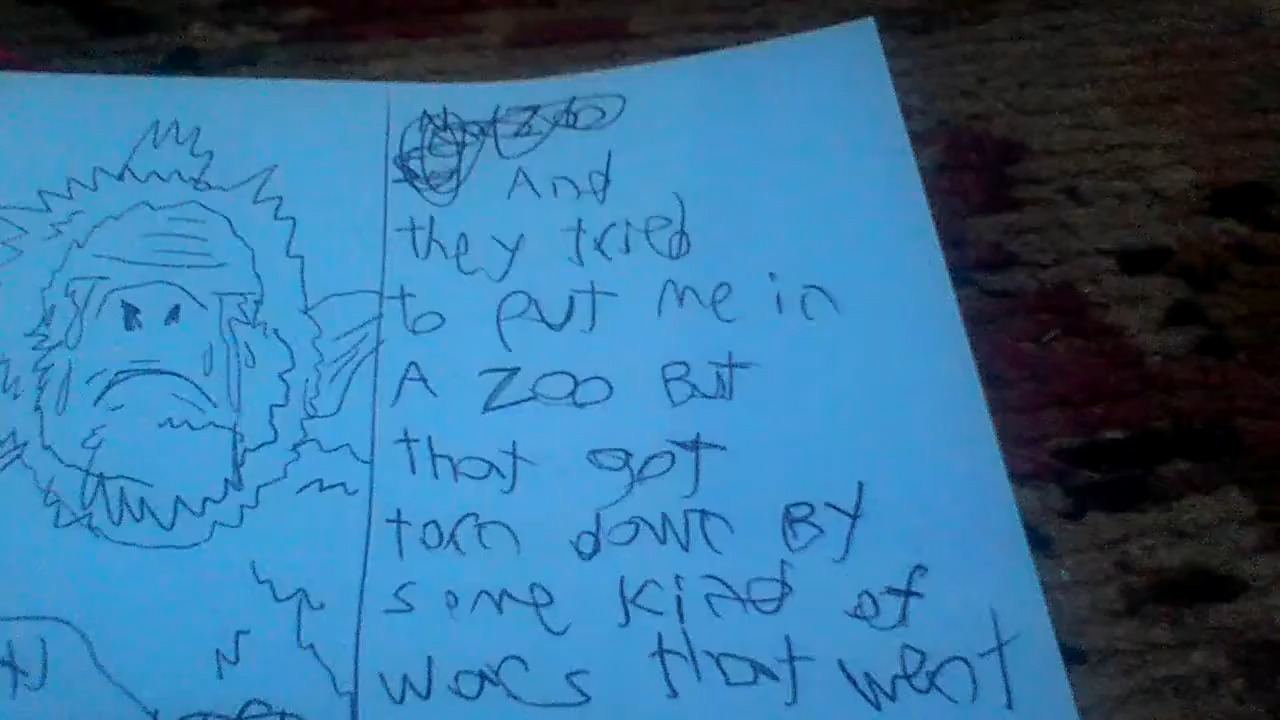 And
they tried
to put me in
A ZOO But
that got
torn down By
some kind of
wars that went